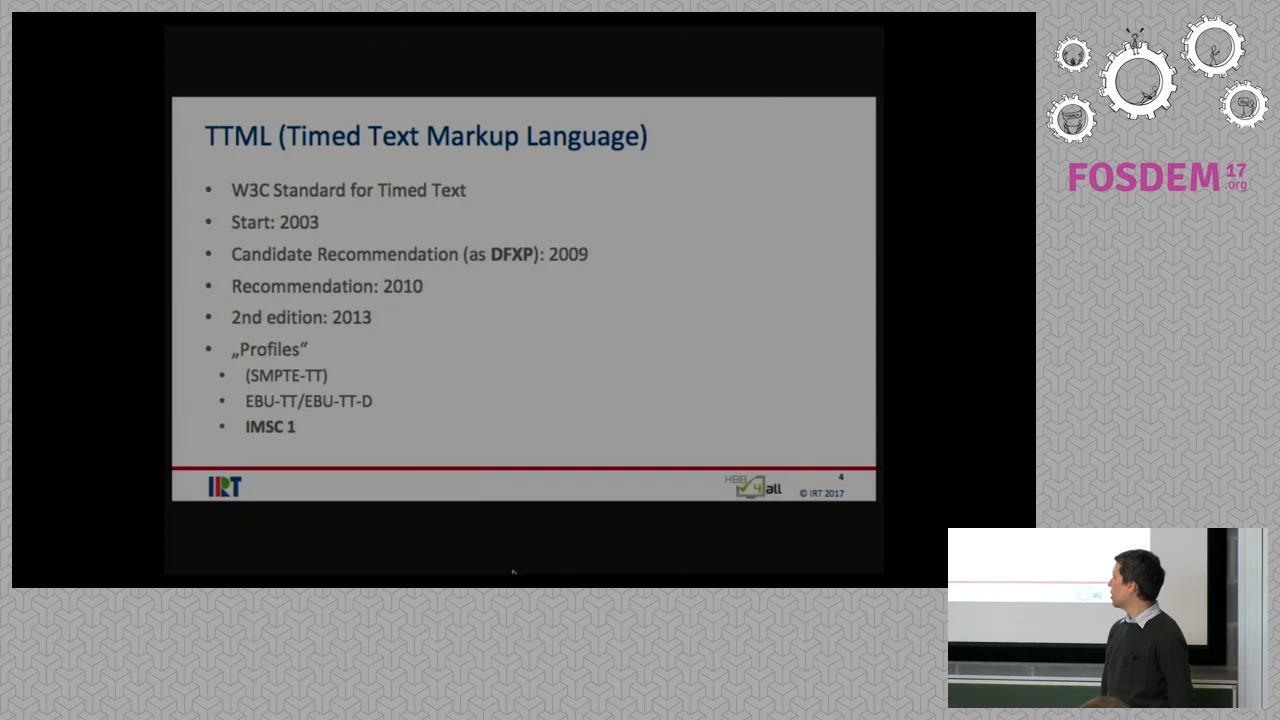 TTML (Timed Text Markup Language)
• W3C Standard for Timed Text
• Start: 2003
• Candidate Recommendation (as DFXP): 2009
• Recommendation: 2010
• 2nd edition: 2013
• „Profiles“
• (SMPTE-TT)
• EBU-TT/EBU-TT-D
• IMSC 1
IRT
HBB4all
4
© IRT 2017
FOSDEM 17
.org